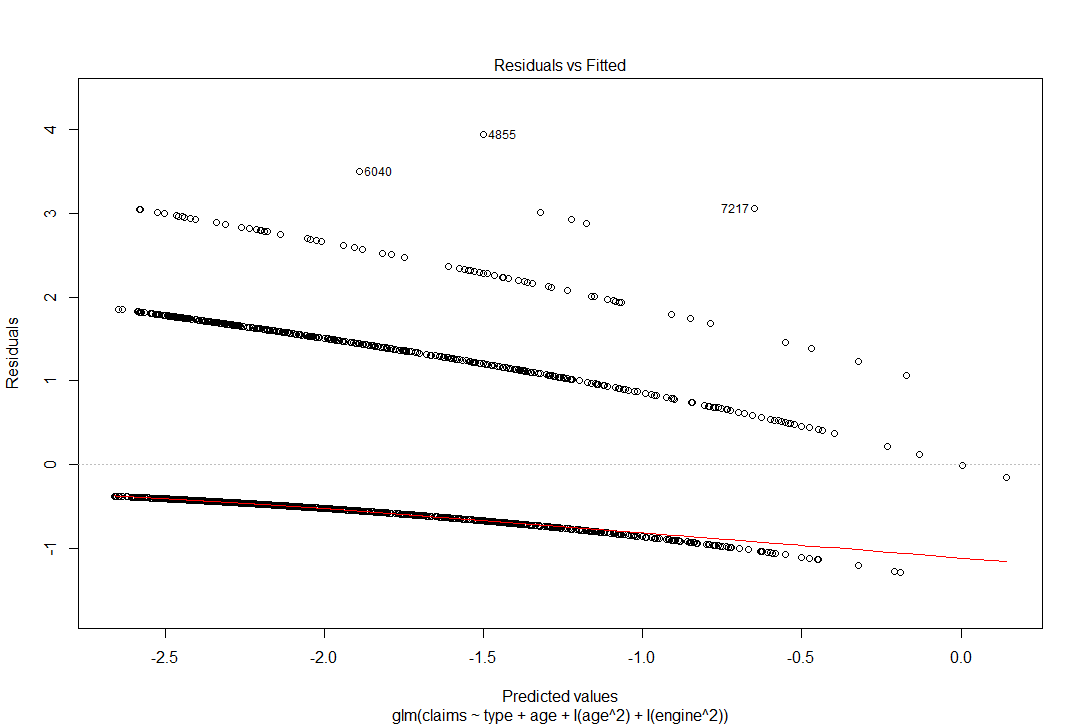 Residuals vs Fitted
4
3
2
1
0
-1
Residuals
4855
6040
7217
-2.5 -2.0 -1.5 -1.0 -0.5 0.0
Predicted values
glm(claims ~ type + age + I(age^2) + I(engine^2))